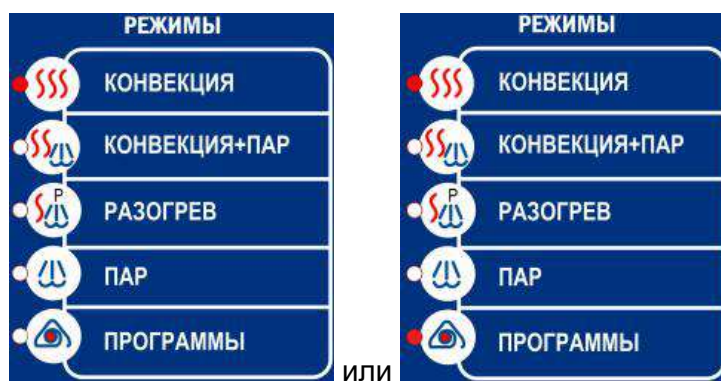 РЕЖИМЫ
КОНВЕКЦИЯ
КОНВЕКЦИЯ+ПАР
P
РАЗОГРЕВ
ПАР
ПРОГРАММЫ
или
РЕЖИМЫ
КОНВЕКЦИЯ
КОНВЕКЦИЯ+ПАР
P
РАЗОГРЕВ
ПАР
ПРОГРАММЫ